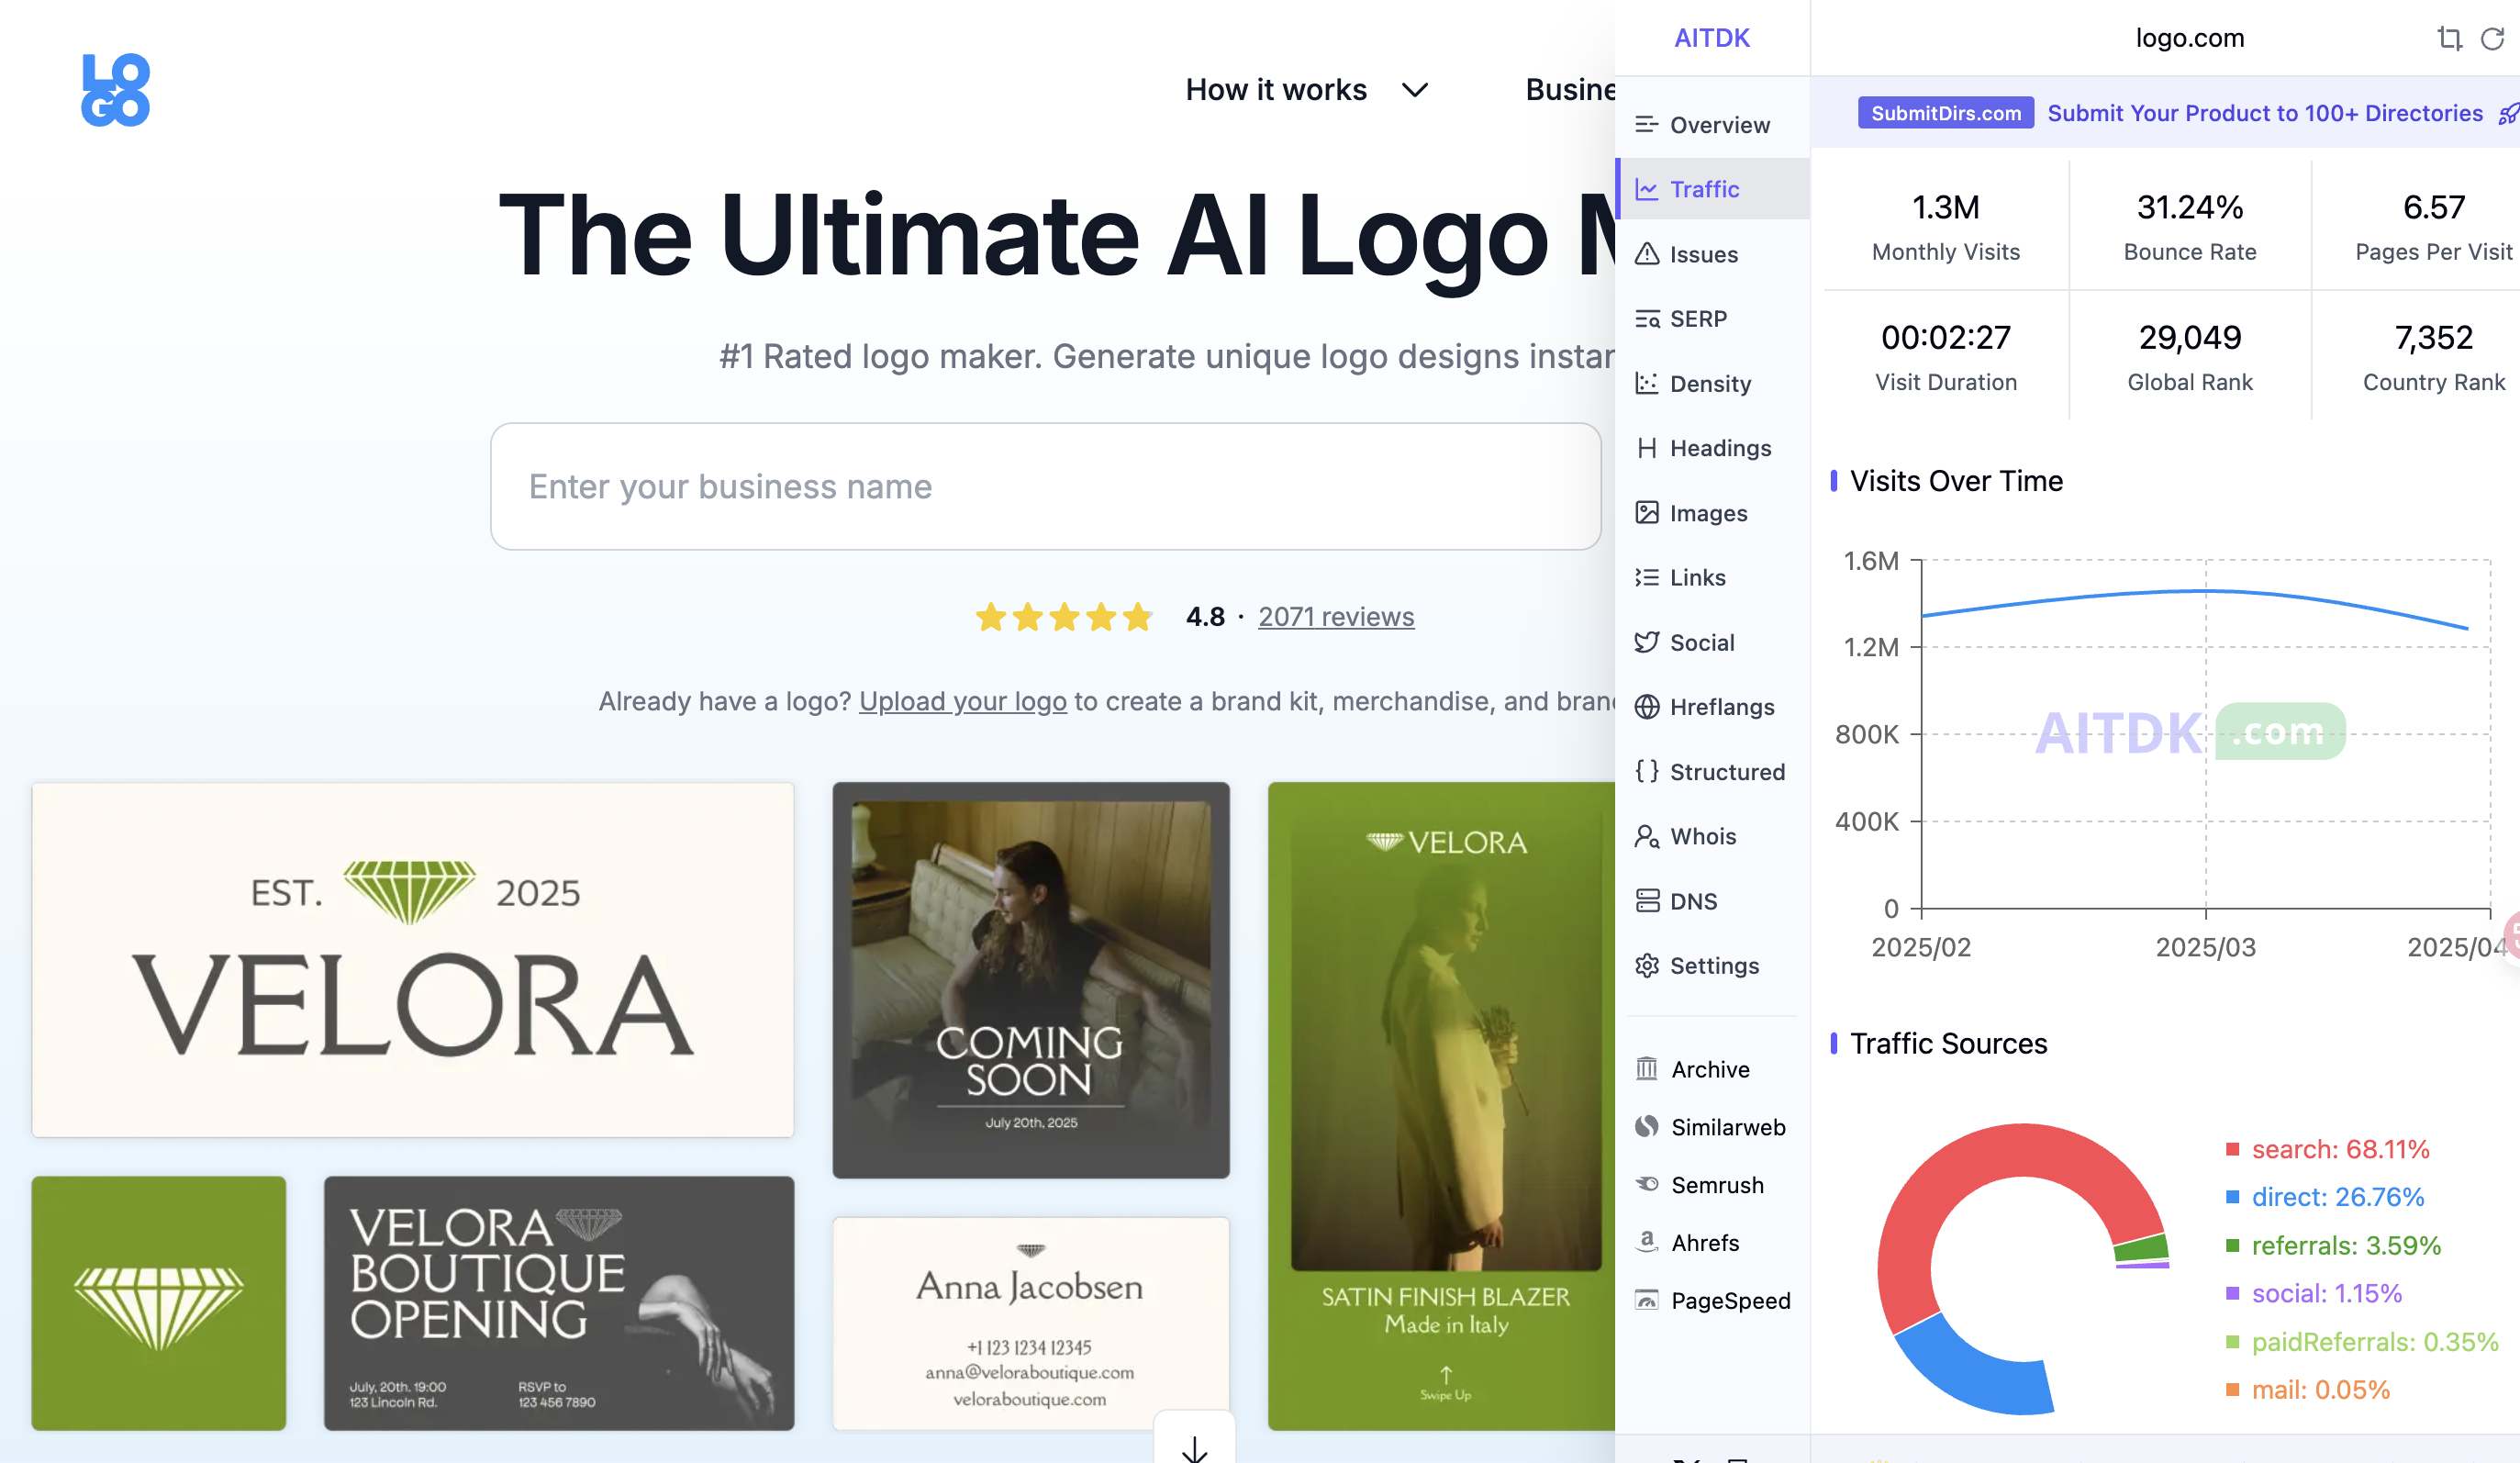 LO
GO
How it works
Busine
The Ultimate AI Logo M
#1 Rated logo maker. Generate unique logo designs instan
Enter your business name
4.8 · 2071 reviews
Already have a logo? Upload your logo to create a brand kit, merchandise, and brand
EST. 2025
VELORA
COMING
SOON
July 20th, 2025
VELORA
SATIN FINISH BLAZER
Made in Italy
Swipe Up
VELORA
BOUTIQUE
OPENING
July, 20th. 19:00
123 Lincoln Rd.
RSVP to
123 456 7890
Anna Jacobsen
+1 123 1234 12345
anna@veloraboutique.com
veloraboutique.com
AITDK
Overview
Traffic
Issues
SERP
Density
Headings
Images
Links
Social
Hreflangs
Structured
Whois
DNS
Settings
Archive
Similarweb
Semrush
Ahrefs
PageSpeed
logo.com
SubmitDirs.com Submit Your Product to 100+ Directories
1.3M
Monthly Visits
31.24%
Bounce Rate
6.57
Pages Per Visit
00:02:27
Visit Duration
29,049
Global Rank
7,352
Country Rank
Visits Over Time
1.6M
1.2M
800K
400K
0
AITDK .com
2025/02
2025/03
2025/04
Traffic Sources
search: 68.11%
direct: 26.76%
referrals: 3.59%
social: 1.15%
paidReferrals: 0.35%
mail: 0.05%